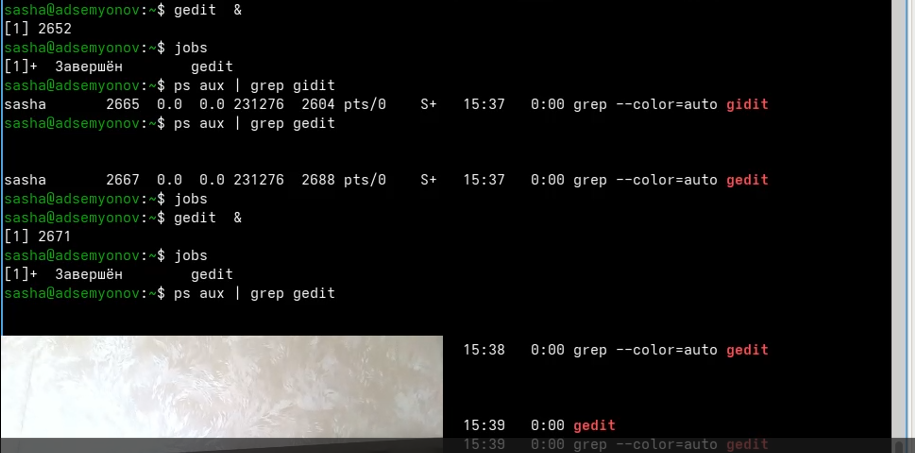 sasha@adsemyonov:~$ gedit  &
[1] 2652
sasha@adsemyonov:~$ jobs
[1]+  Завершён        gedit
sasha@adsemyonov:~$ ps aux | grep gidit
sasha       2665  0.0  0.0 231276  2604 pts/0    S+   15:37   0:00 grep --color=auto gidit
sasha@adsemyonov:~$ ps aux | grep gedit
sasha       2667  0.0  0.0 231276  2688 pts/0    S+   15:37   0:00 grep --color=auto gedit
sasha@adsemyonov:~$ jobs
sasha@adsemyonov:~$ gedit  &
[1] 2671
sasha@adsemyonov:~$ jobs
[1]+  Завершён        gedit
sasha@adsemyonov:~$ ps aux | grep gedit
15:38   0:00 grep --color=auto gedit
15:39   0:00 gedit
15:39   0:00 grep --color=auto gedit